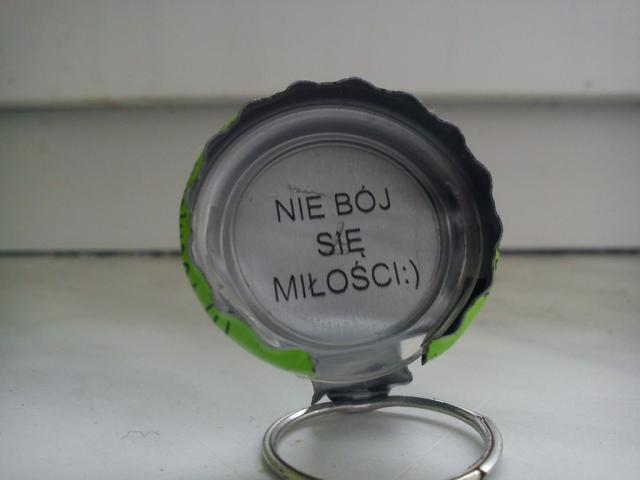 NIE BÓJ
SIĘ
MIŁOŚCI:)